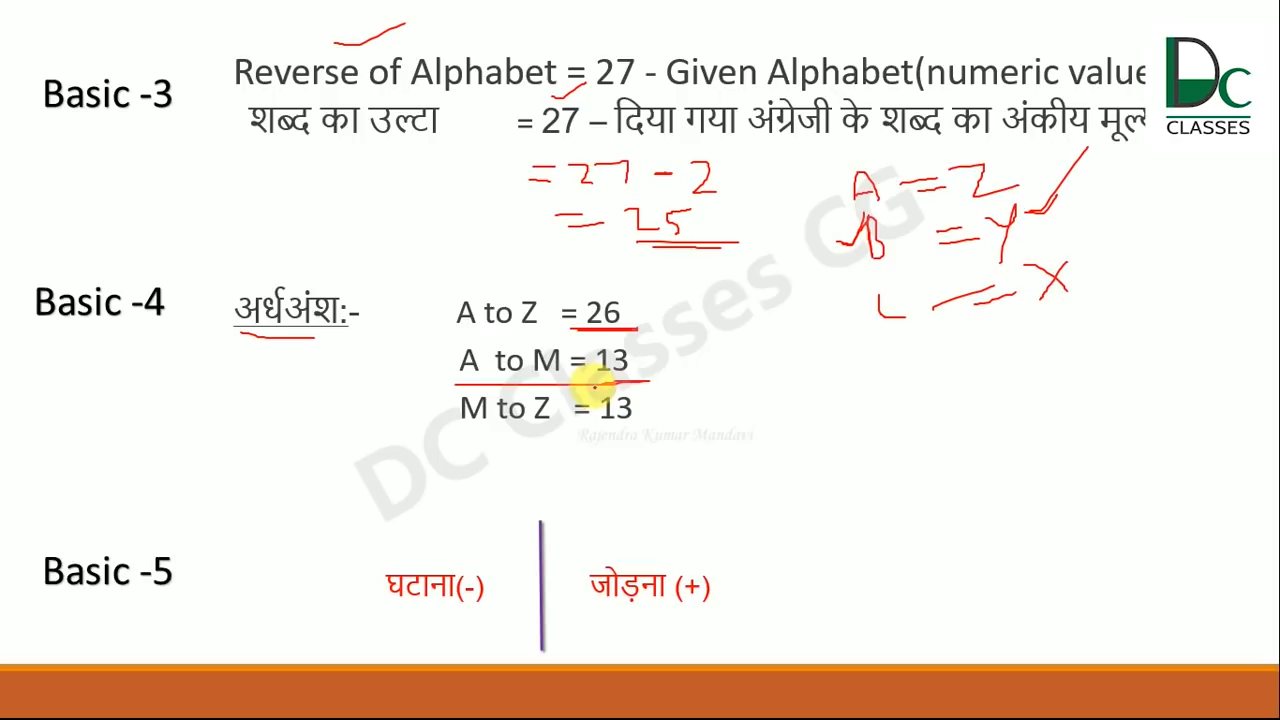 Basic -3
Reverse of Alphabet = 27 - Given Alphabet(numeric value
शब्द का उल्टा = 27 – दिया गया अंग्रेजी के शब्द का अंकीय मूल्
DC
CLASSES
= 27 - 2
= 25
A = Z
B = Y
= X
Basic -4
अर्धअंश:-
A to Z = 26
A to M = 13
M to Z = 13
DC Classes CG
Rajendra Kumar Mandavi
Basic -5
घटाना(-)
जोड़ना (+)